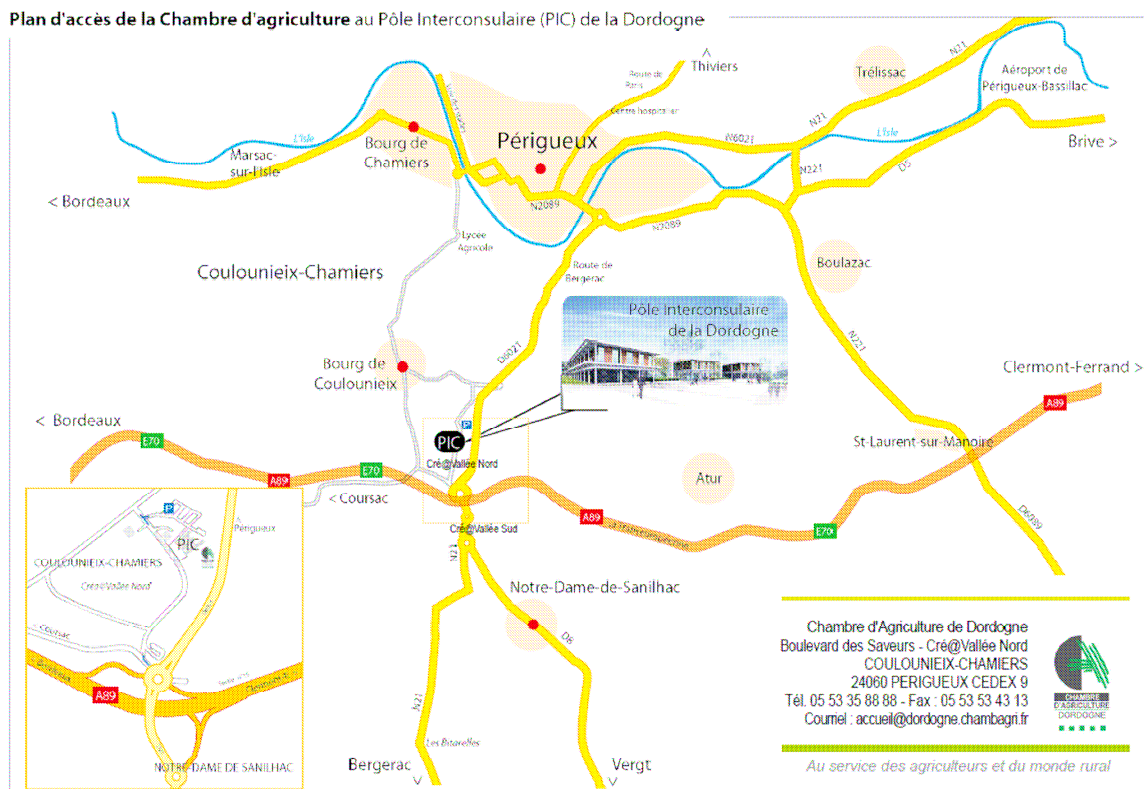 Plan d'accès de la Chambre d'agriculture au Pôle Interconsulaire (PIC) de la Dordogne
Thiviers
Route de
Paris
Centre hospitalier
Trélissac
N21
Aéroport de
Périgueux-Bassillac
L'Isle
Bourg de
Chamiers
Périgueux
N6021
N21
L'Isle
Brive >
Marsac-
sur-l'Isle
N221
D5
< Bordeaux
N2089
N2089
Lycée
Agricole
Coulounieix-Chamiers
Route de
Bergerac
Boulazac
Pôle Interconsulaire
de la Dordogne
N221
D6021
Bourg de
Coulounieix
Clermont-Ferrand >
A89
< Bordeaux
E70
P
PIC
St-Laurent-sur-Manoire
Cré@Vallée Nord
E70
A89
Atur
< Coursac
A89
E70
D6089
Cré@Vallée Sud
N21
Notre-Dame-de-Sanilhac
D8
N21
Les Bitarelles
Bergerac
Vergt
P
Périgueux
PIC
COULOUNIEIX-CHAMIERS
Cré@Vallée Nord
Coursac
A89
NOTRE-DAME DE SANILHAC
Chambre d'Agriculture de Dordogne
Boulevard des Saveurs - Cré@Vallée Nord
COULOUNIEIX-CHAMIERS
24060 PERIGUEUX CEDEX 9
Tél. 05 53 35 88 88 - Fax : 05 53 53 43 13
Courriel : accueil@dordogne.chambagri.fr
CHAMBRE
D'AGRICULTURE
DORDOGNE
Au service des agriculteurs et du monde rural